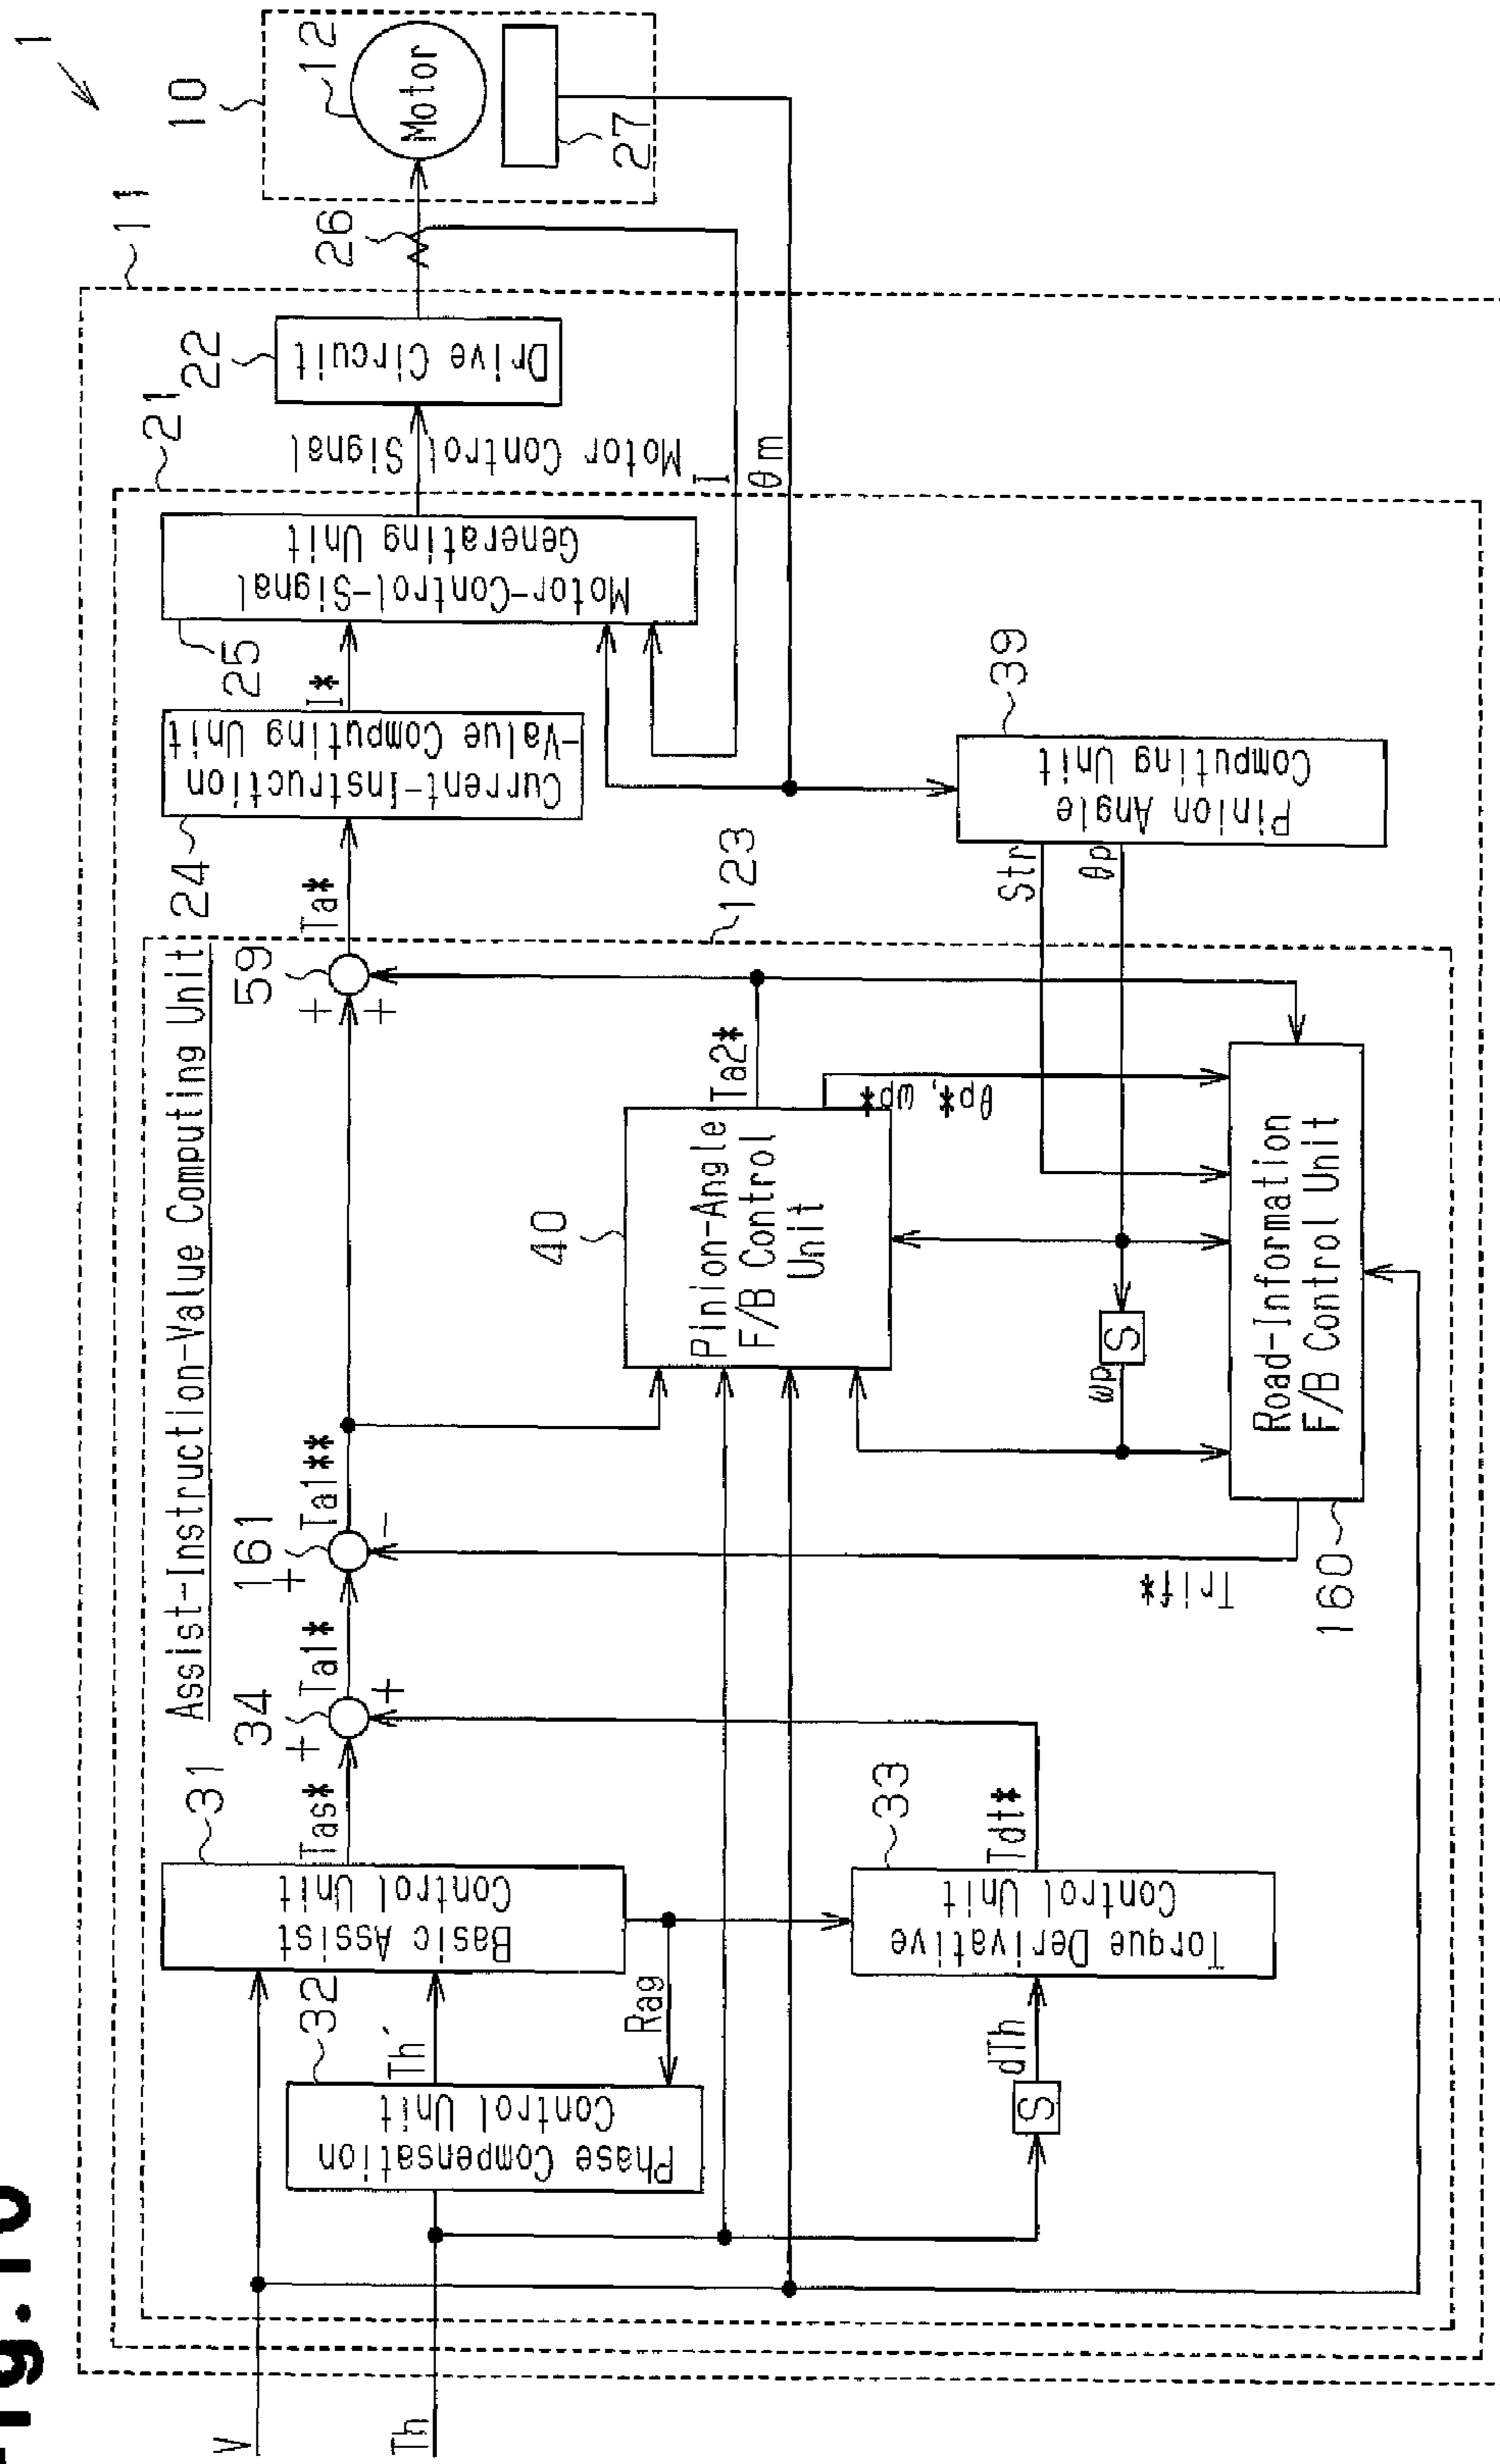 Fig.10
1
10
12
Motor
27
11
26
22
Drive Circuit
21
Motor Control Signal
I
θm
25
Motor-Control-Signal
Generating Unit
I*
24
Current-Instruction
-Value Computing Unit
Ta*
39
Pinion Angle
Computing Unit
Str
θp
123
Assist-Instruction-Value Computing Unit
59
+
+
Ta2*
θp*, ωp*
40
Pinion-Angle
F/B Control
Unit
S
ωp
Road-Information
F/B Control Unit
160
Ta1**
161
+
-
Trif*
Ta1*
34
+
+
Tas*
31
Basic Assist
Control Unit
33
Tdt*
Torque Derivative
Control Unit
32
Th'
Rag
Phase Compensation
Control Unit
dTh
S
V
Th